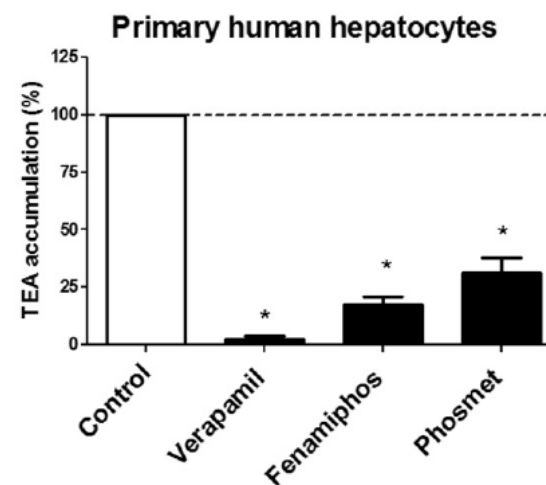 Primary human hepatocytes
TEA accumulation (%)
125
100
75
50
25
0
*
*
*
Control
Verapamil
Fenamiphos
Phosmet